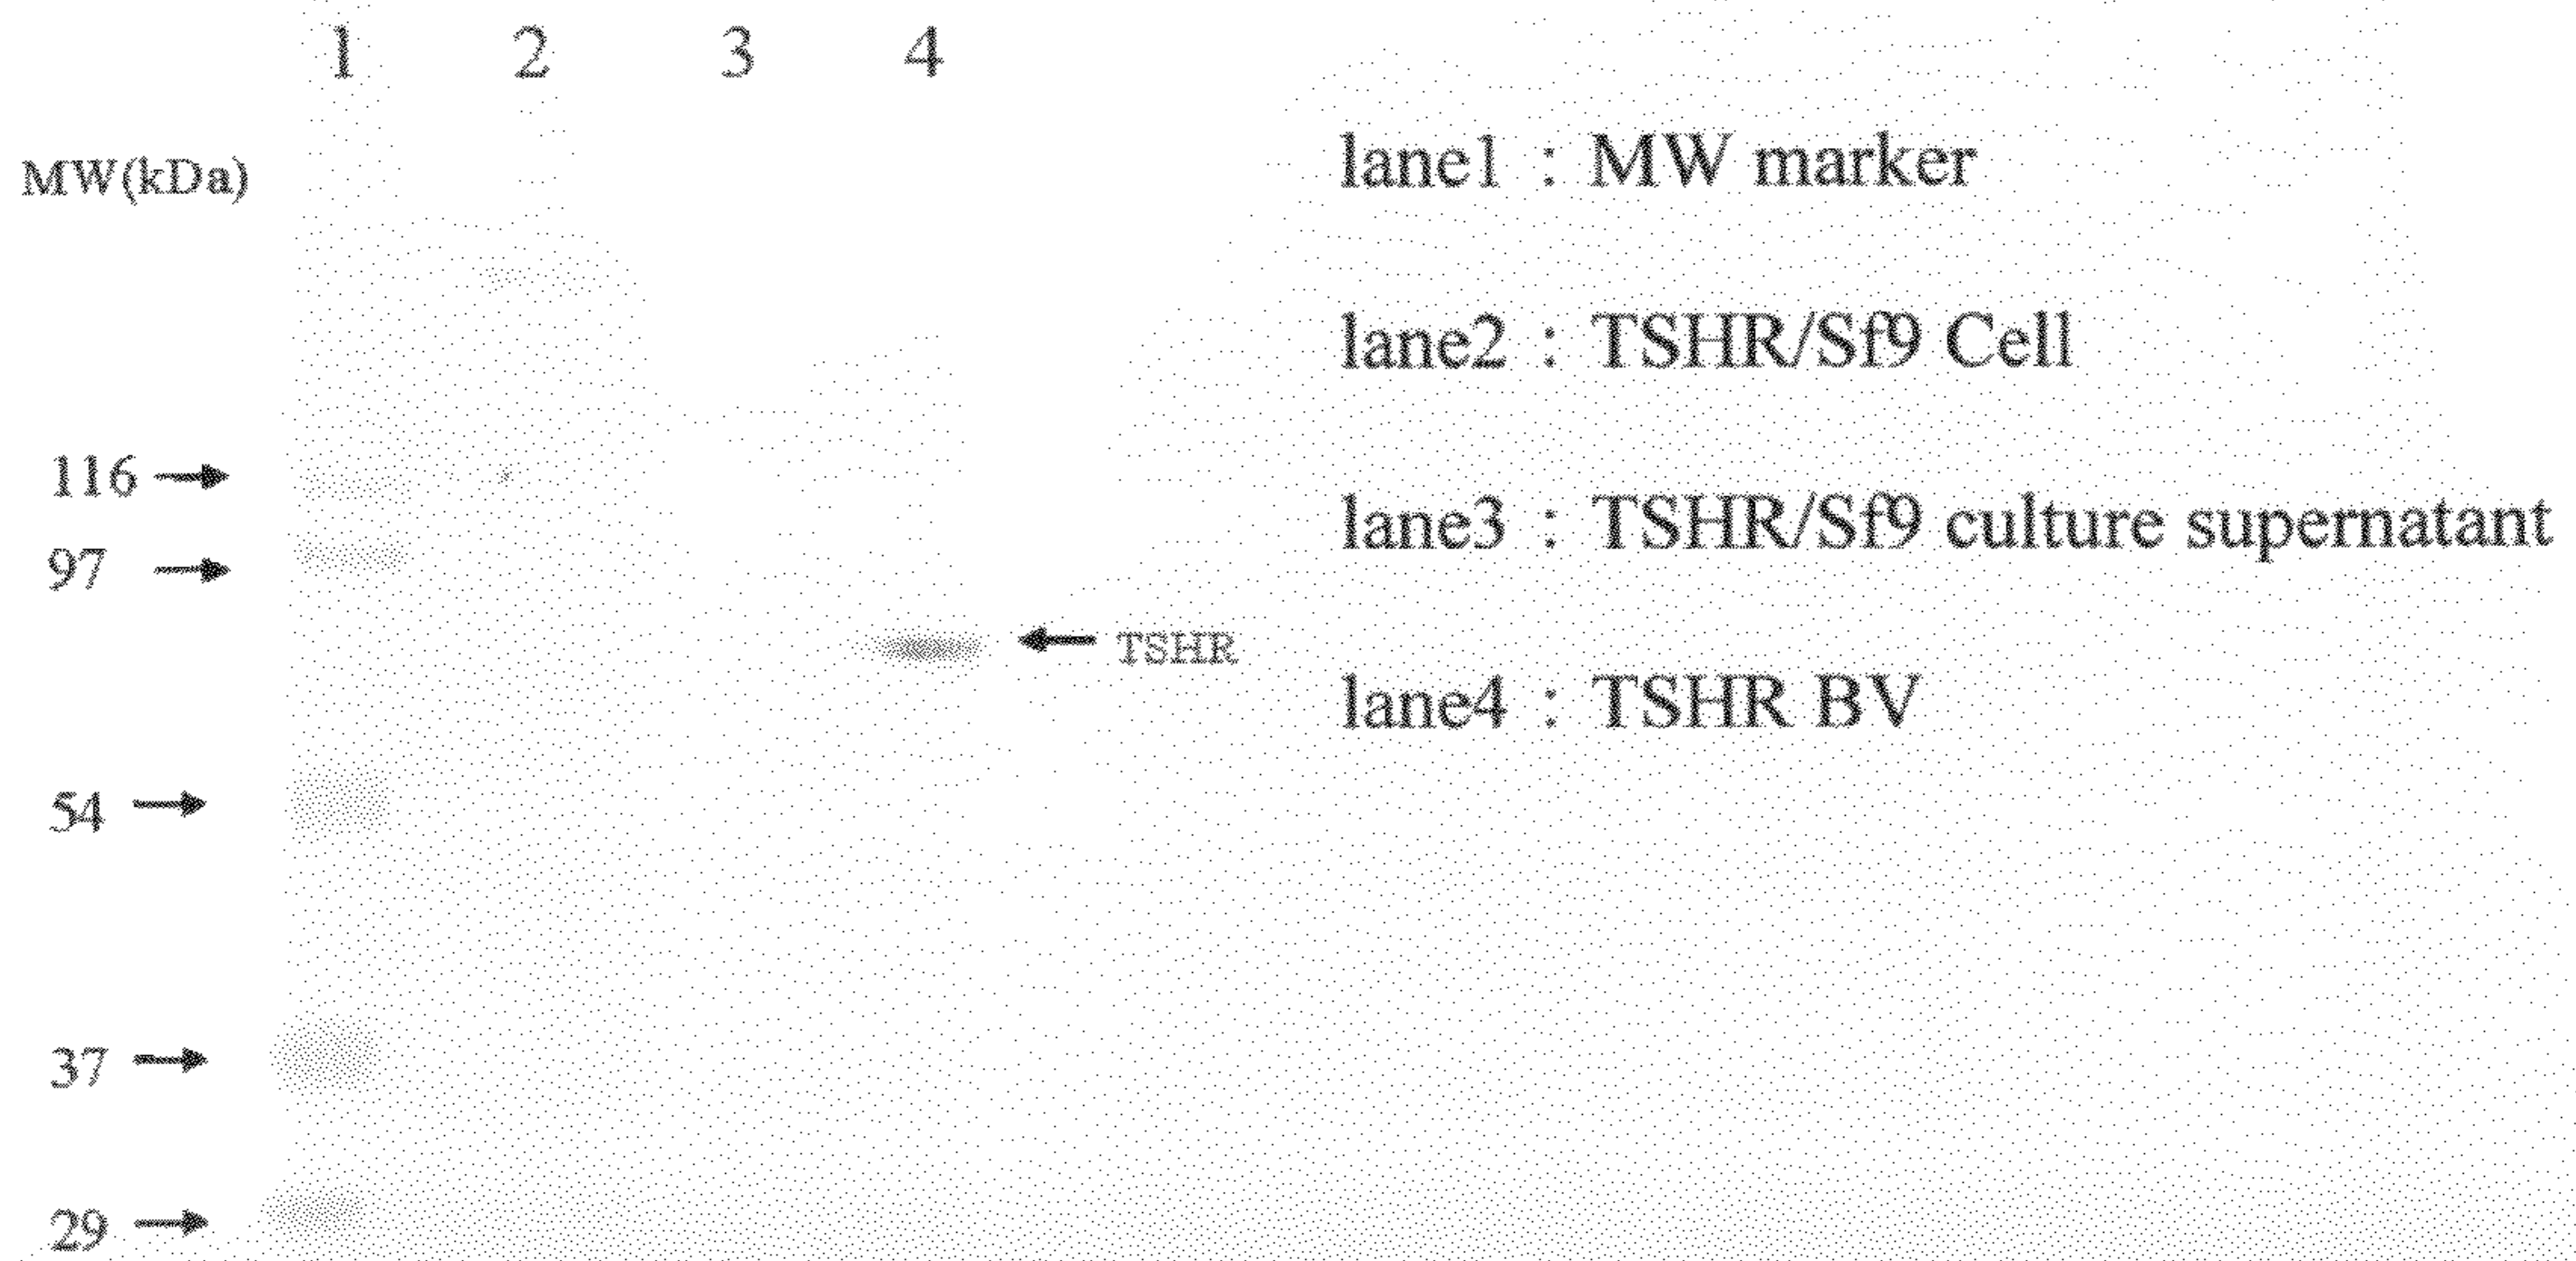 1 2 3 4
MW(kDa)
116
97
54
37
29
TSHR
lane1 : MW marker
lane2 : TSHR/Sf9 Cell
lane3 : TSHR/Sf9 culture supernatant
lane4 : TSHR BV